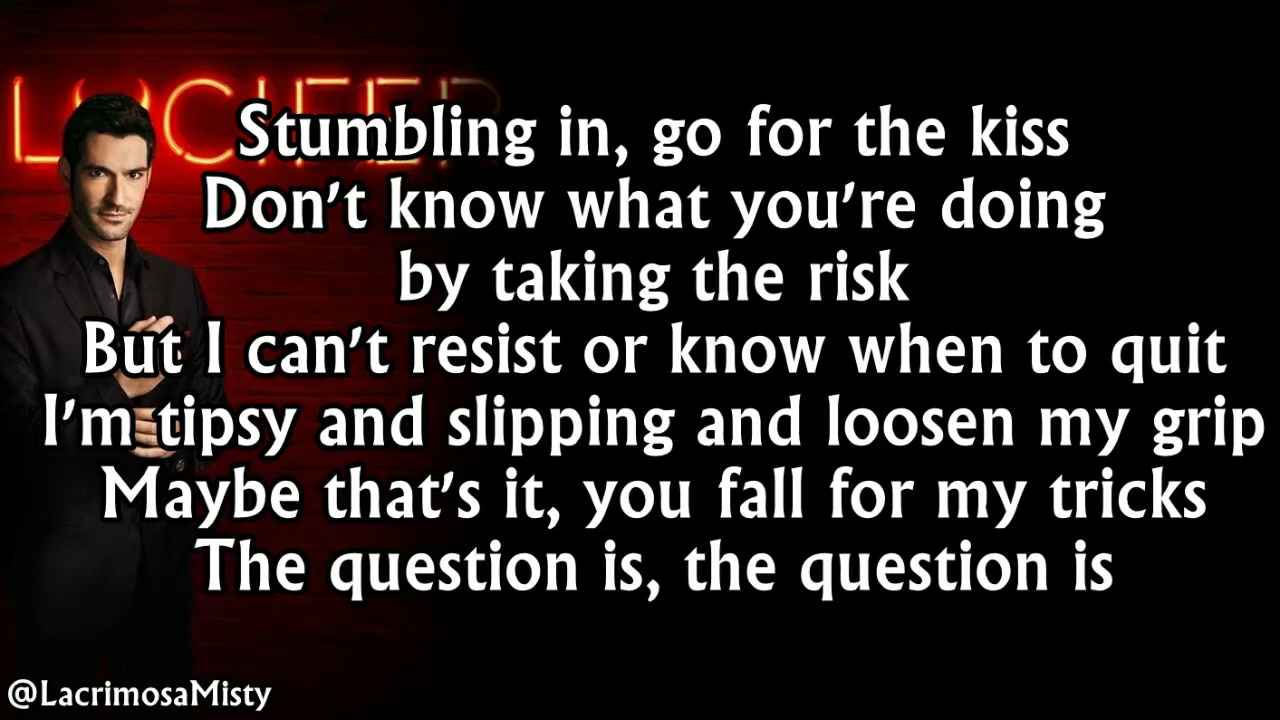 LUCIFER
Stumbling in, go for the kiss
Don't know what you're doing
by taking the risk
But I can't resist or know when to quit
I'm tipsy and slipping and loosen my grip
Maybe that's it, you fall for my tricks
The question is, the question is
@LacrimosaMisty